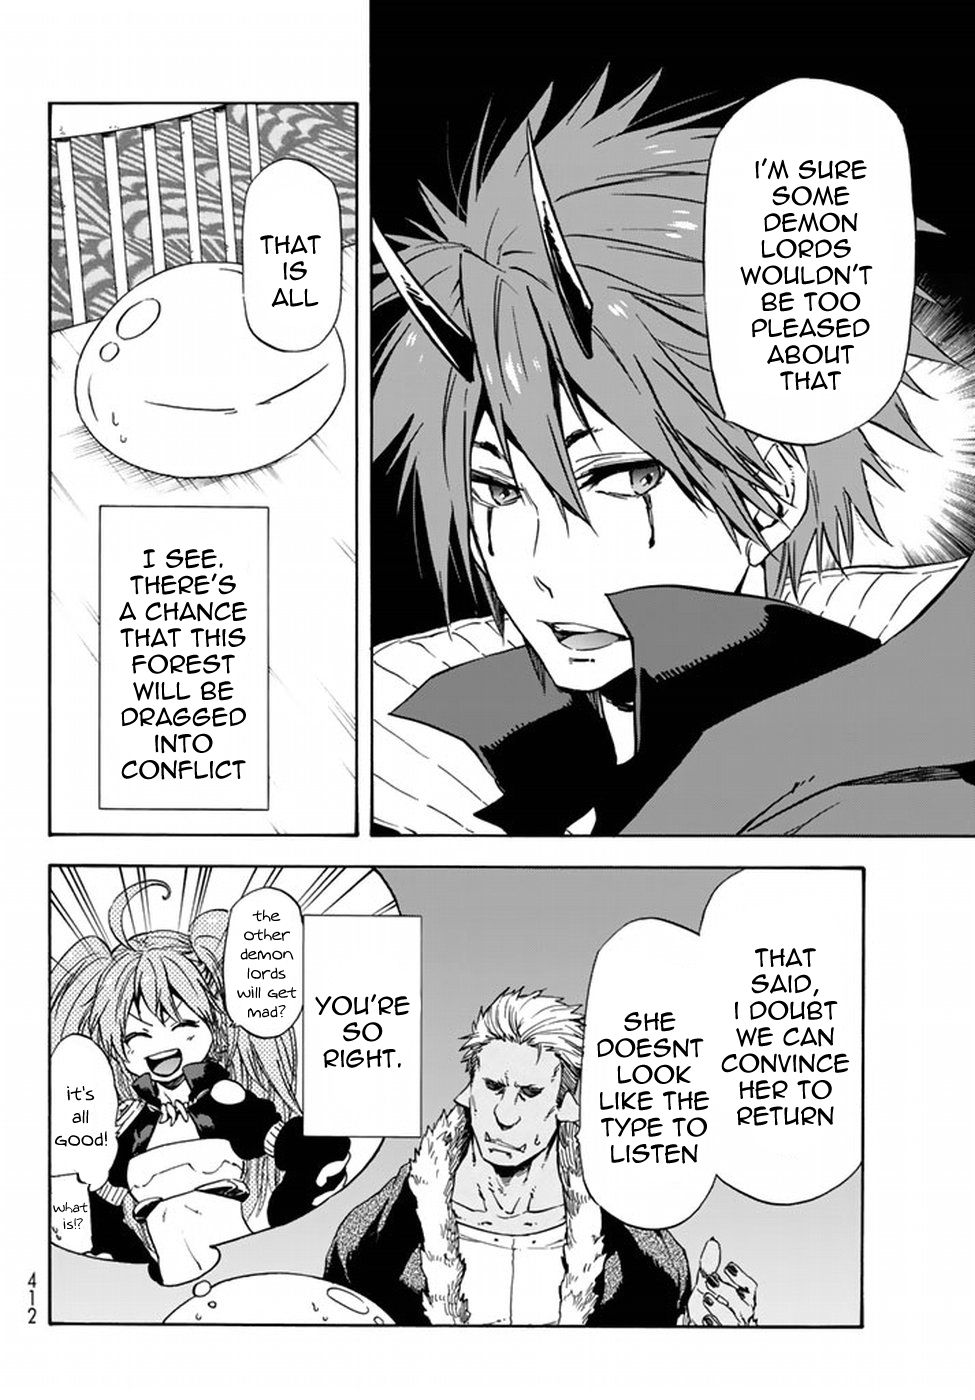 I'M SURE
SOME
DEMON
LORDS
WOULDN'T
BE TOO
PLEASED
ABOUT
THAT
THAT
IS
ALL
I SEE.
THERE'S
A CHANCE
THAT THIS
FOREST
WILL BE
DRAGGED
INTO
CONFLICT
THAT
SAID,
I DOUBT
WE CAN
CONVINCE
HER TO
RETURN
SHE
DOESNT
LOOK
LIKE THE
TYPE TO
LISTEN
YOU'RE
SO
RIGHT.
the
other
demon
lords
will get
mad?
it's
all
GOOD!
what
is!?
412